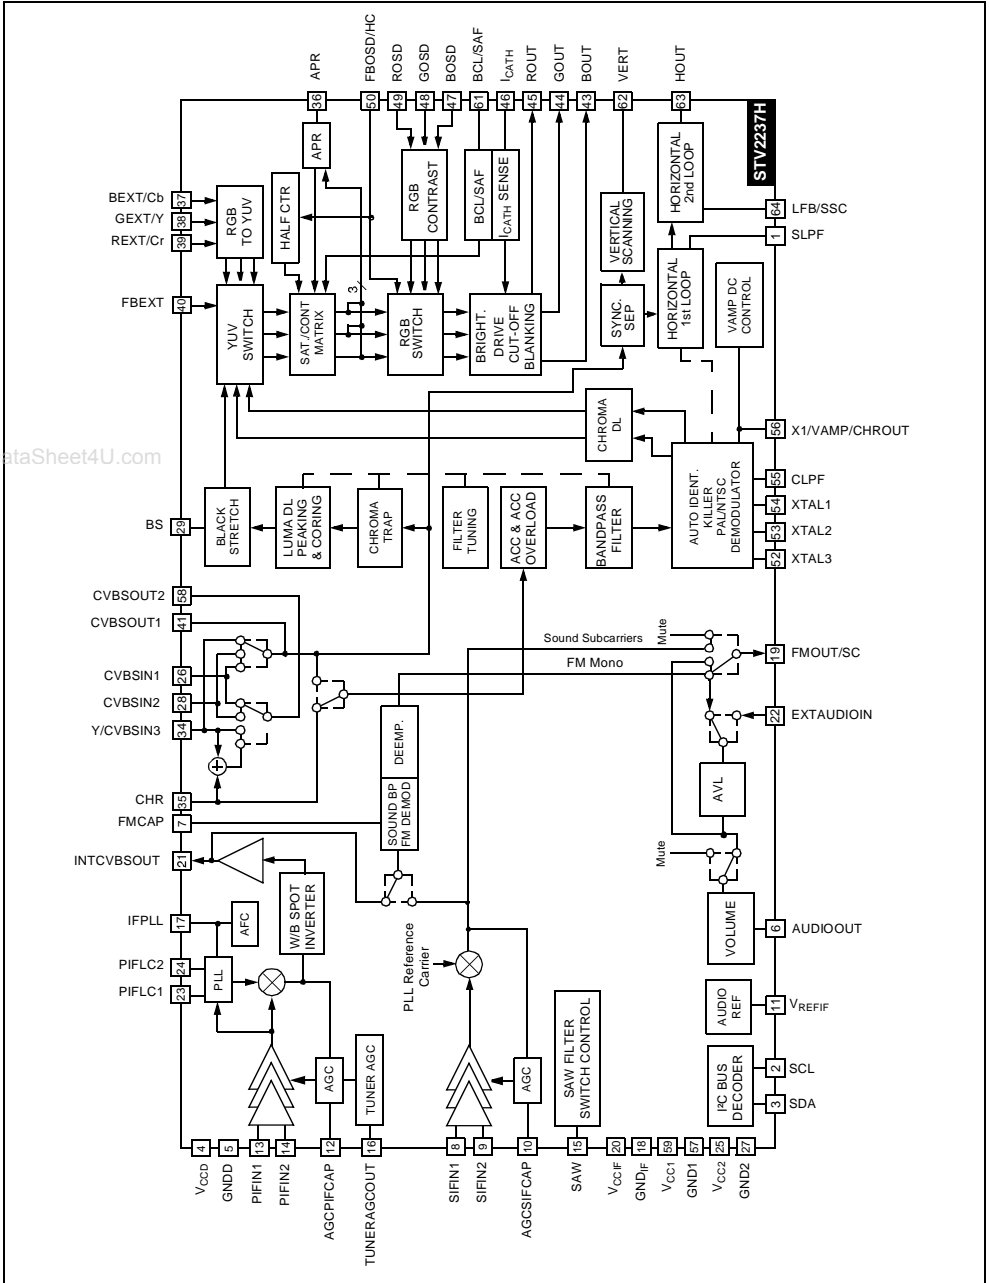 APR
FBOSD/HC
ROSD
GOSD
BOSD
BCL/SAF
ICATH
ROUT
GOUT
BOUT
VERT
HOUT
36
50
49
48
47
61
46
45
44
43
62
63
STV2237H
BEXT/Cb
37
GEXT/Y
38
REXT/Cr
39
FBEXT
40
RGB
TO YUV
HALF CTR
APR
RGB
CONTRAST
BCL/SAF
ICATH SENSE
VERTICAL
SCANNING
HORIZONTAL
2nd LOOP
64
LFB/SSC
1
SLPF
YUV
SWITCH
SAT./CONT
MATRIX
3
RGB
SWITCH
BRIGHT.
DRIVE
CUT-OFF
BLANKING
SYNC.
SEP
HORIZONTAL
1st LOOP
VAMP DC
CONTROL
CHROMA
DL
56
X1/VAMP/CHROUT
ataSheet4U.com
BS
29
BLACK
STRETCH
LUMA DL
PEAKING
& CORING
CHROMA
TRAP
FILTER
TUNING
ACC & ACC
OVERLOAD
BANDPASS
FILTER
AUTO IDENT.
KILLER
PAL/NTSC
DEMODULATOR
55
CLPF
54
XTAL1
53
XTAL2
52
XTAL3
CVBSOUT2
58
CVBSOUT1
41
CVBSIN1
26
CVBSIN2
28
Y/CVBSIN3
34
CHR
35
FMCAP
7
INTCVBSOUT
21
Sound Subcarriers
Mute
FM Mono
19
FMOUT/SC
22
EXTAUDIOIN
DEEMP.
SOUND BP
FM DEMOD
AVL
Mute
VOLUME
6
AUDIOOUT
W/B SPOT
INVERTER
IFPLL
17
AFC
PIFLC2
24
PIFLC1
23
PLL
PLL Reference
Carrier
AUDIO
REF
11
VREFIF
AGC
TUNER AGC
AGC
SAW FILTER
SWITCH CONTROL
I²C BUS
DECODER
2
SCL
3
SDA
4
5
13
14
12
16
8
9
10
15
20
18
59
57
25
27
VCCD
GNDD
PIFIN1
PIFIN2
AGCPIFCAP
TUNERAGCOUT
SIFIN1
SIFIN2
AGCSIFCAP
SAW
VCCIF
GNDIF
VCC1
GND1
VCC2
GND2